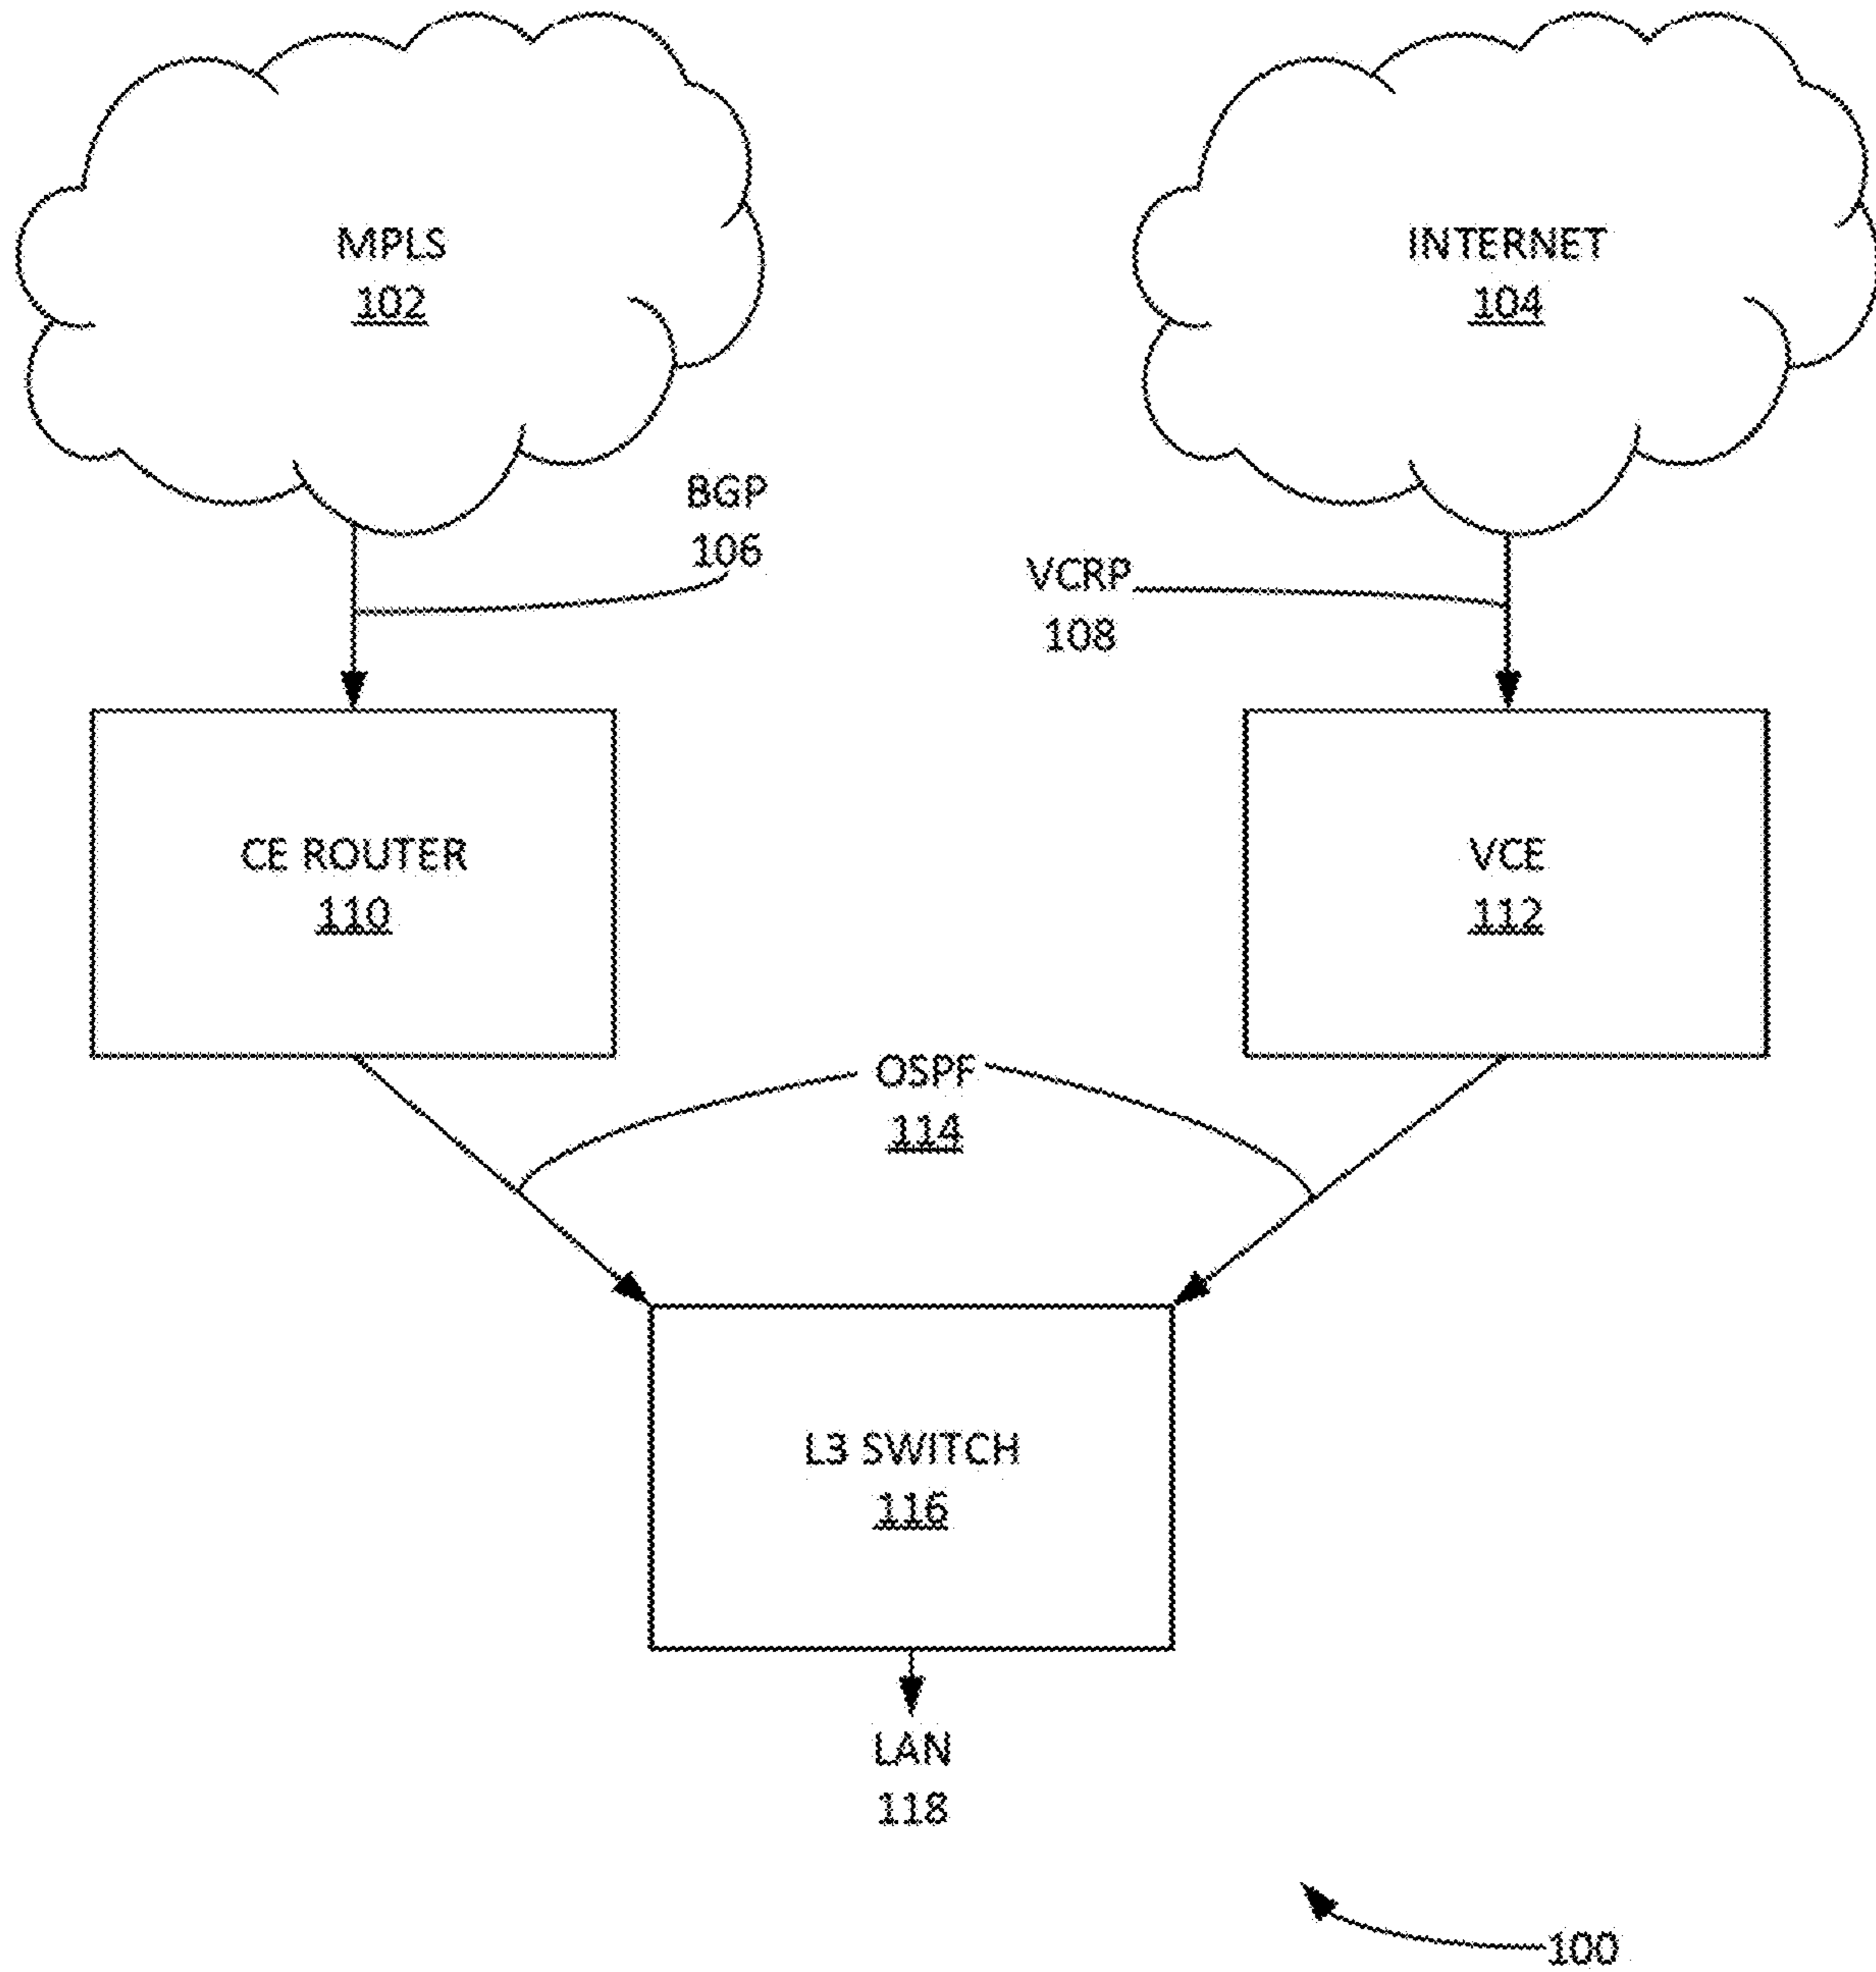 MPLS
102
INTERNET
104
BGP
106
VCRP
108
CE ROUTER
110
VCE
112
OSPF
114
L3 SWITCH
116
LAN
118
100